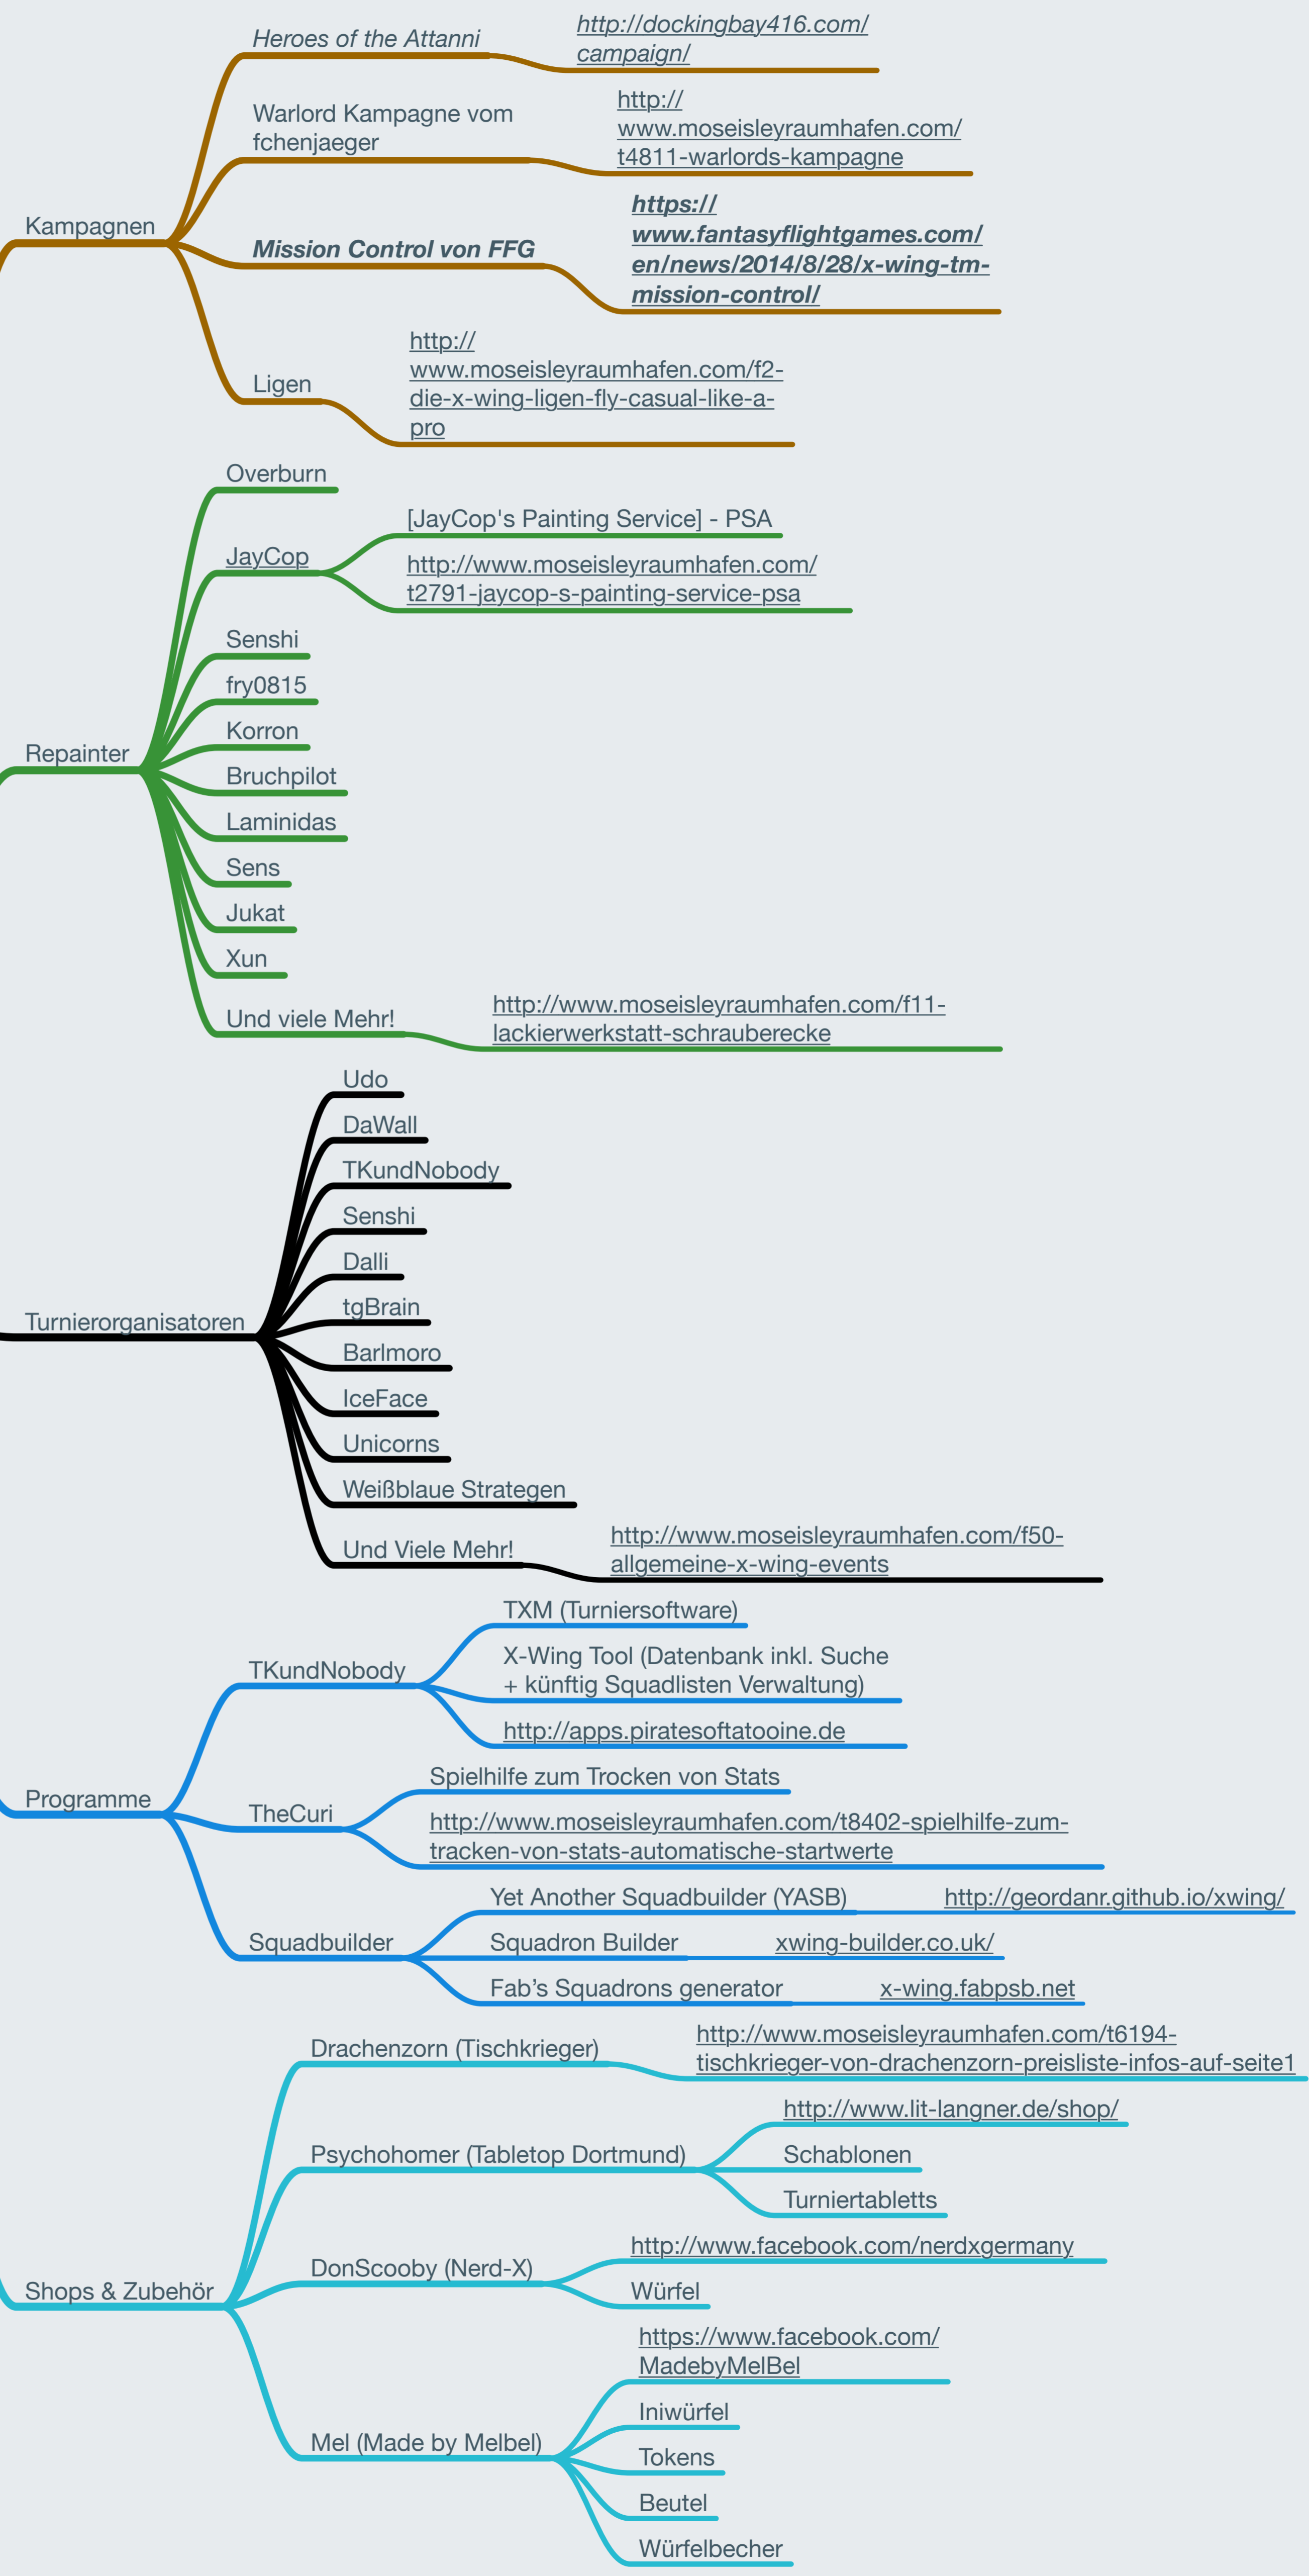 Kampagnen
Heroes of the Attanni
http://dockingbay416.com/
campaign/
Warlord Kampagne vom
fchenjaeger
http://
www.moseisleyraumhafen.com/
t4811-warlords-kampagne
Mission Control von FFG
https://
www.fantasyflightgames.com/
en/news/2014/8/28/x-wing-tm-
mission-control/
Ligen
http://
www.moseisleyraumhafen.com/f2-
die-x-wing-ligen-fly-casual-like-a-
pro
Repainter
Overburn
JayCop
[JayCop's Painting Service] - PSA
http://www.moseisleyraumhafen.com/
t2791-jaycop-s-painting-service-psa
Senshi
fry0815
Korron
Bruchpilot
Laminidas
Sens
Jukat
Xun
Und viele Mehr!
http://www.moseisleyraumhafen.com/f11-
lackierwerkstatt-schrauberecke
Turnierorganisatoren
Udo
DaWall
TKundNobody
Senshi
Dalli
tgBrain
Barlmoro
IceFace
Unicorns
Weißblaue Strategen
Und Viele Mehr!
http://www.moseisleyraumhafen.com/f50-
allgemeine-x-wing-events
Programme
TKundNobody
TXM (Turniersoftware)
X-Wing Tool (Datenbank inkl. Suche
+ künftig Squadlisten Verwaltung)
http://apps.piratesoftatooine.de
TheCuri
Spielhilfe zum Trocken von Stats
http://www.moseisleyraumhafen.com/t8402-spielhilfe-zum-
tracken-von-stats-automatische-startwerte
Squadbuilder
Yet Another Squadbuilder (YASB)
http://geordanr.github.io/xwing/
Squadron Builder
xwing-builder.co.uk/
Fab’s Squadrons generator
x-wing.fabpsb.net
Shops & Zubehör
Drachenzorn (Tischkrieger)
http://www.moseisleyraumhafen.com/t6194-
tischkrieger-von-drachenzorn-preisliste-infos-auf-seite1
Psychohomer (Tabletop Dortmund)
http://www.lit-langner.de/shop/
Schablonen
Turniertabletts
DonScooby (Nerd-X)
http://www.facebook.com/nerdxgermany
Würfel
Mel (Made by Melbel)
https://www.facebook.com/
MadebyMelBel
Iniwürfel
Tokens
Beutel
Würfelbecher